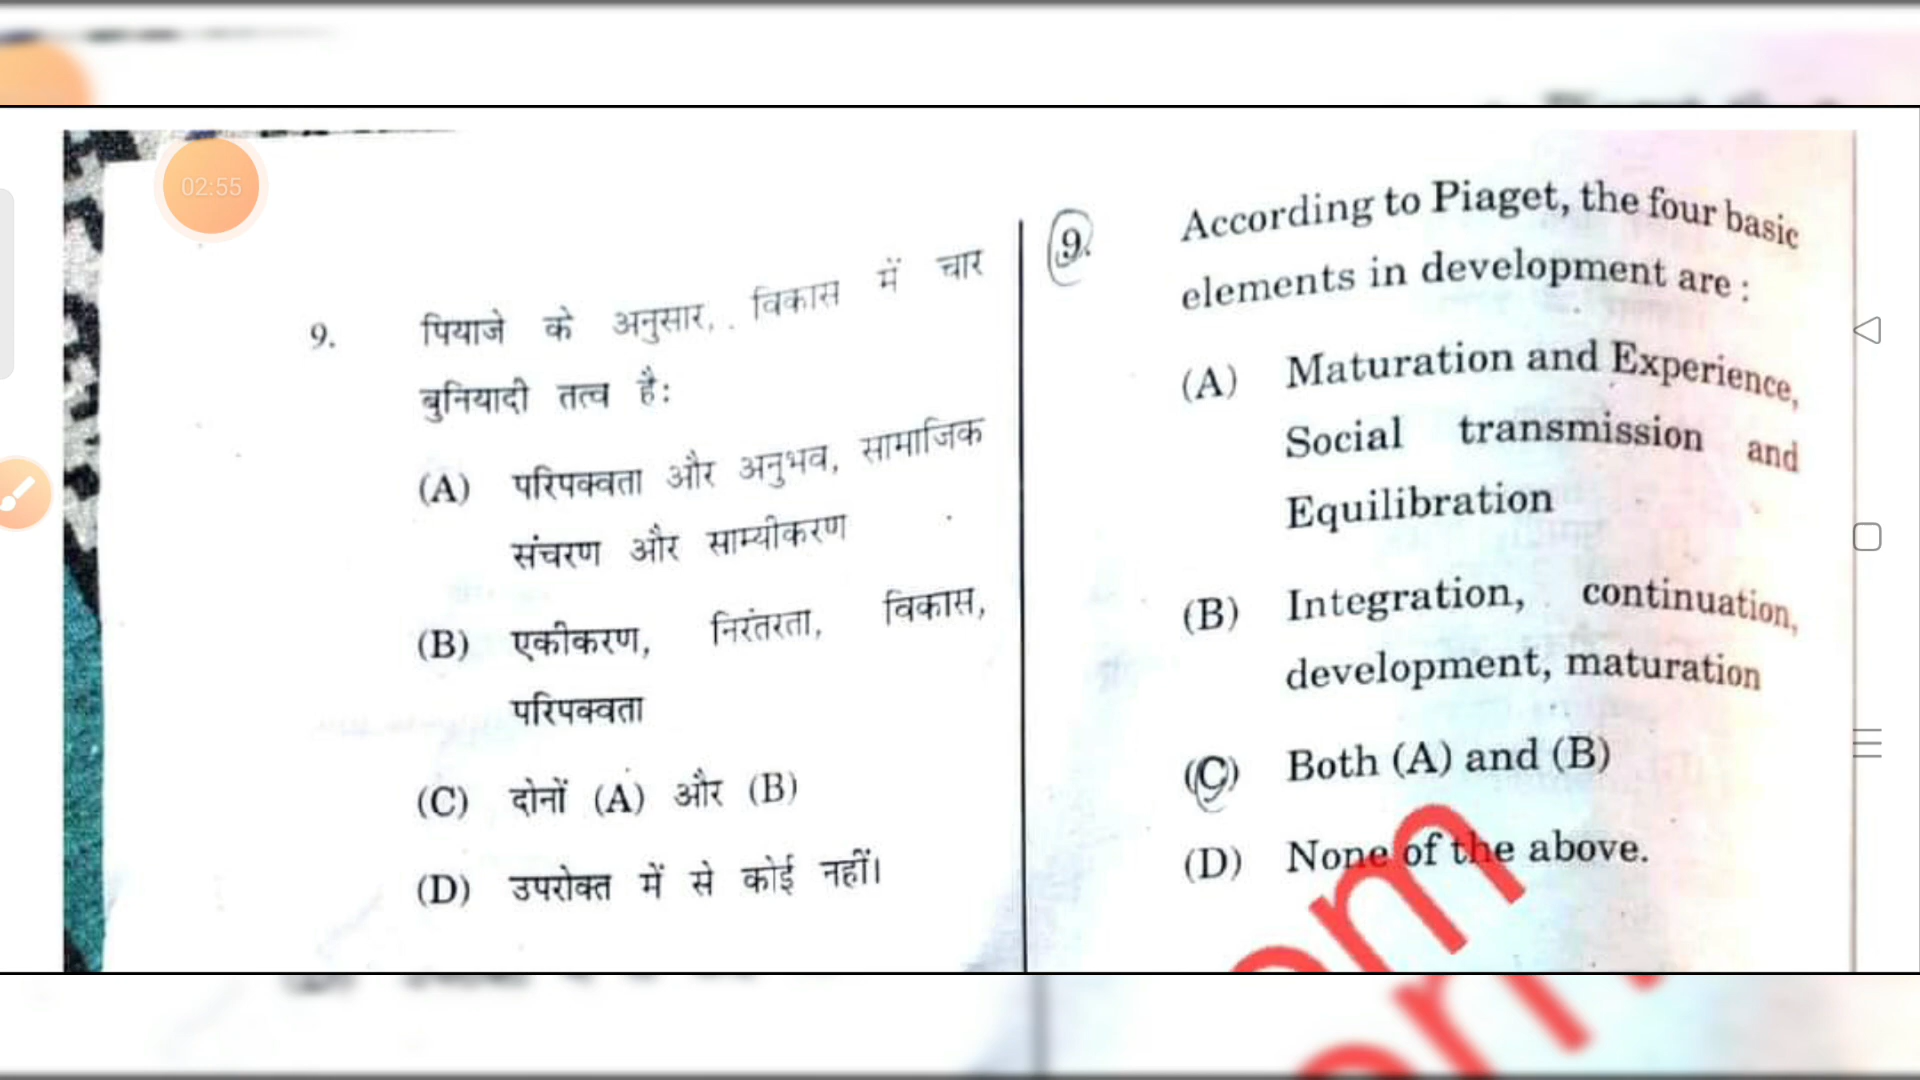 02:55
9. पियाजे के अनुसार, . विकास में चार
बुनियादी तत्व है:
(A) परिपक्वता और अनुभव, सामाजिक
संचरण और साम्यीकरण
(B) एकीकरण, निरंतरता, विकास,
परिपक्वता
(C) दोनों (A) और (B)
(D) उपरोक्त में से कोई नहीं।
9. According to Piaget, the four basic
elements in development are :
(A) Maturation and Experience,
Social transmission and
Equilibration
(B) Integration, continuation,
development, maturation
(C) Both (A) and (B)
(D) None of the above.